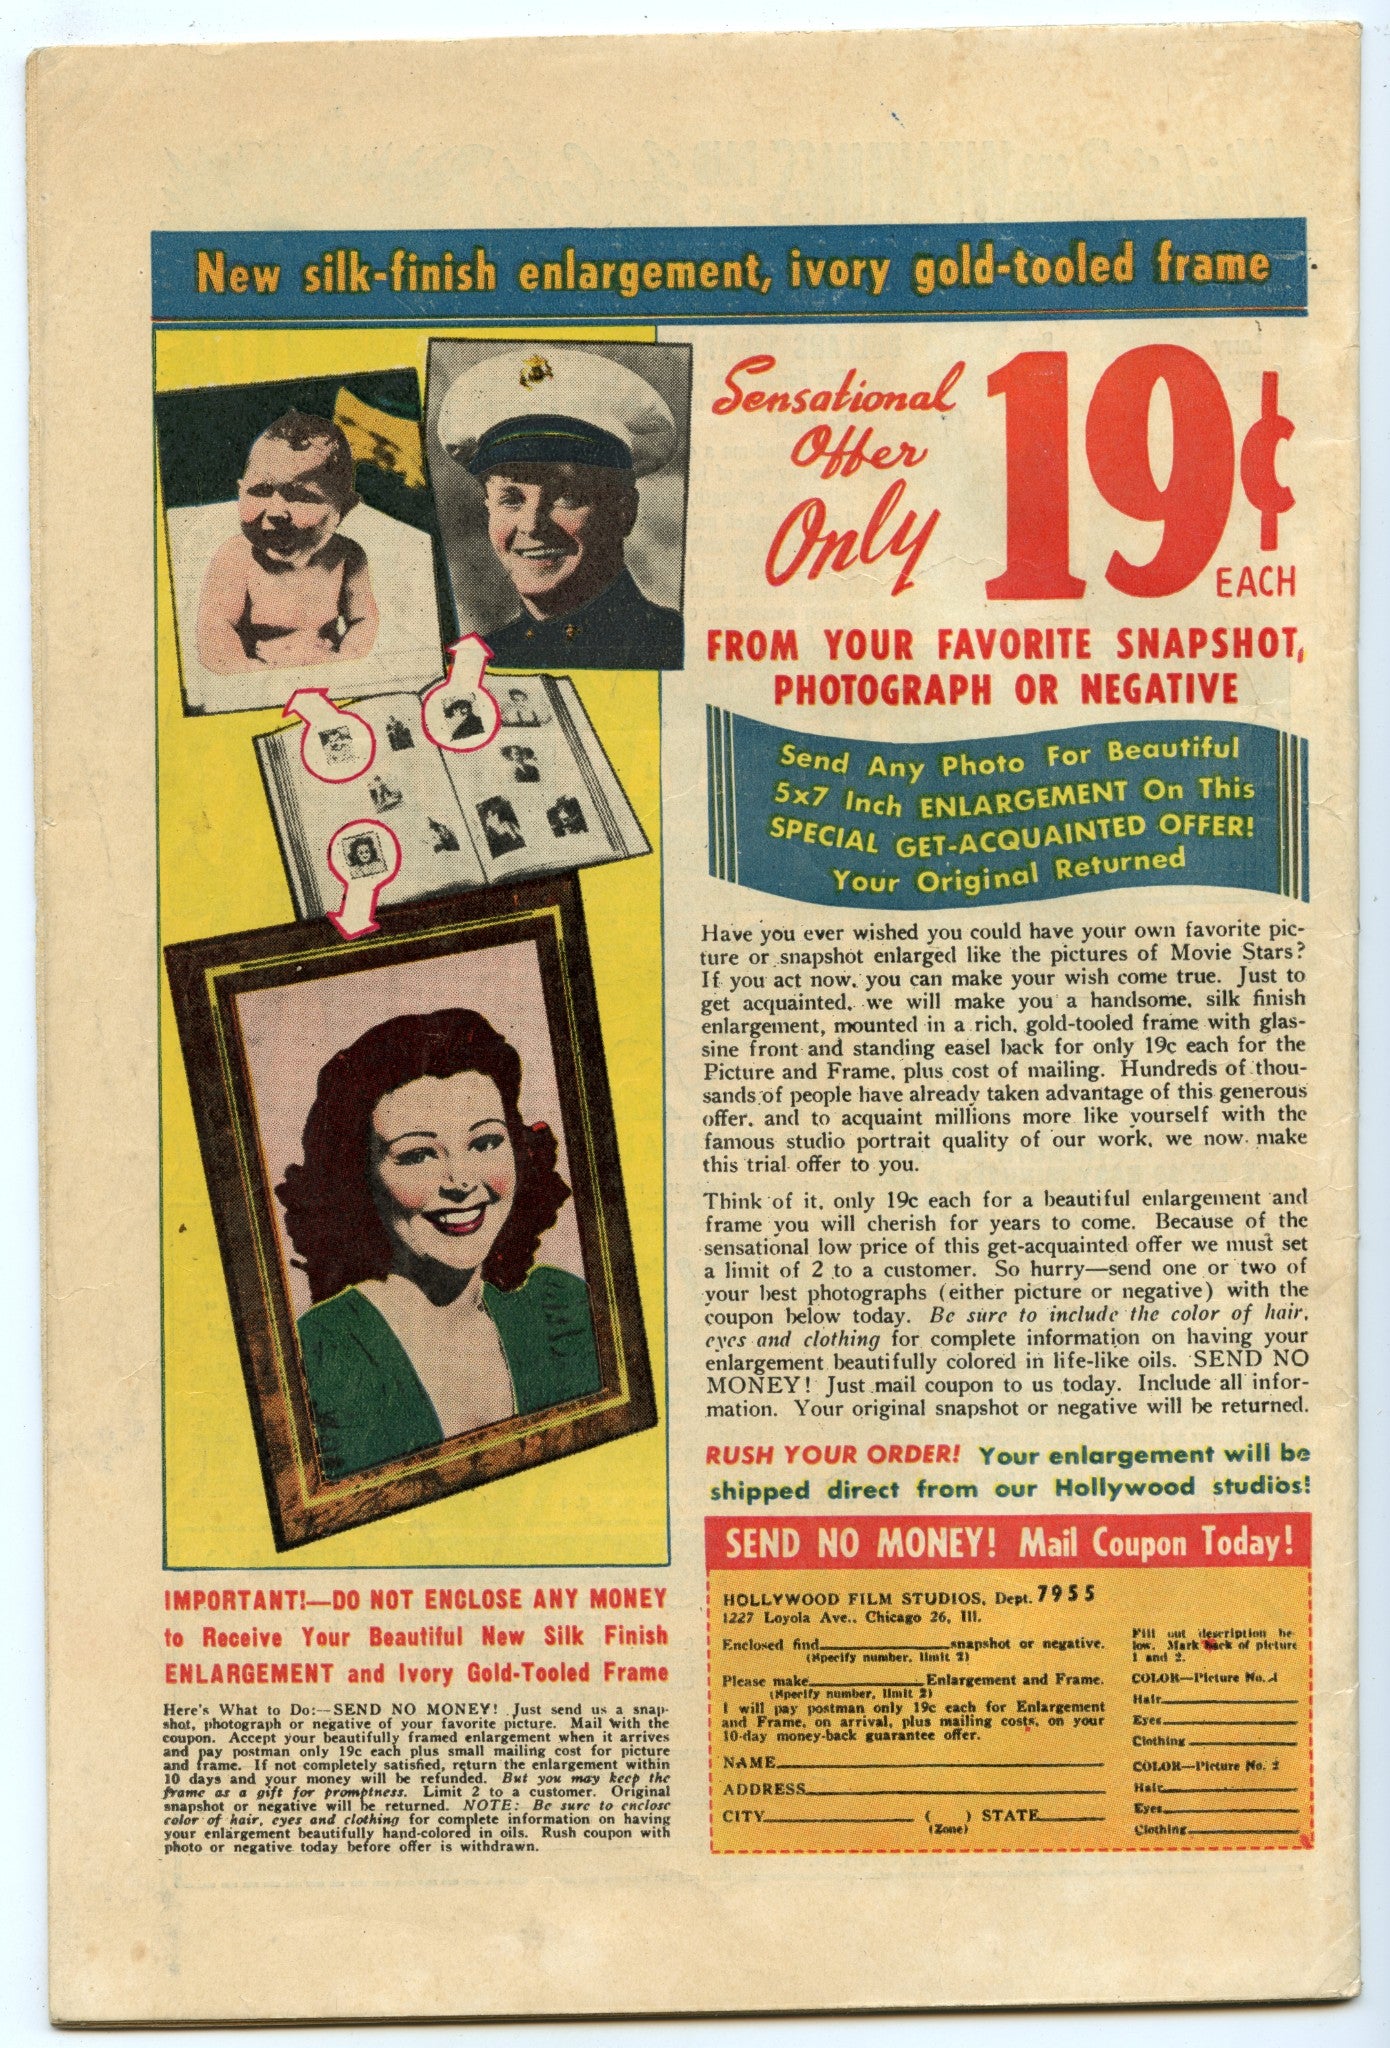 New silk-finish enlargement, ivory gold-tooled frame
Sensational
Offer
Only
19¢
EACH
FROM YOUR FAVORITE SNAPSHOT,
PHOTOGRAPH OR NEGATIVE
Send Any Photo For Beautiful
5x7 Inch ENLARGEMENT On This
SPECIAL GET-ACQUAINTED OFFER!
Your Original Returned
Have you ever wished you could have your own favorite pic-
ture or snapshot enlarged like the pictures of Movie Stars?
If you act now, you can make your wish come true. Just to
get acquainted, we will make you a handsome, silk finish
enlargement, mounted in a rich, gold-tooled frame with glas-
sine front and standing easel back for only 19c each for the
Picture and Frame, plus cost of mailing. Hundreds of thou-
sands of people have already taken advantage of this generous
offer, and to acquaint millions more like yourself with the
famous studio portrait quality of our work, we now make
this trial offer to you.
Think of it, only 19c each for a beautiful enlargement and
frame you will cherish for years to come. Because of the
sensational low price of this get-acquainted offer we must set
a limit of 2 to a customer. So hurry—send one or two of
your best photographs (either picture or negative) with the
coupon below today. Be sure to include the color of hair,
eyes and clothing for complete information on having your
enlargement beautifully colored in life-like oils. SEND NO
MONEY! Just mail coupon to us today. Include all infor-
mation. Your original snapshot or negative will be returned.
RUSH YOUR ORDER! Your enlargement will be
shipped direct from our Hollywood studios!
IMPORTANT!—DO NOT ENCLOSE ANY MONEY
to Receive Your Beautiful New Silk Finish
ENLARGEMENT and Ivory Gold-Tooled Frame
Here's What to Do:—SEND NO MONEY! Just send us a snap-
shot, photograph or negative of your favorite picture. Mail with the
coupon. Accept your beautifully framed enlargement when it arrives
and pay postman only 19c each plus small mailing cost for picture
and frame. If not completely satisfied, return the enlargement within
10 days and your money will be refunded. But you may keep the
frame as a gift for promptness. Limit 2 to a customer. Original
snapshot or negative will be returned. NOTE: Be sure to enclose
color of hair, eyes and clothing for complete information on having
your enlargement beautifully hand-colored in oils. Rush coupon with
photo or negative today before offer is withdrawn.
SEND NO MONEY! Mail Coupon Today!
HOLLYWOOD FILM STUDIOS, Dept. 7955
1227 Loyola Ave., Chicago 26, Ill.
Enclosed find snapshot or negative.
(Specify number, limit 2)
Please make Enlargement and Frame.
(Specify number, limit 2)
I will pay postman only 19c each for Enlargement
and Frame, on arrival, plus mailing costs, on your
10-day money-back guarantee offer.
NAME
ADDRESS
CITY ( ) STATE
(Zone)
Fill out description be-
low. Mark back of picture
1 and 2.
COLOR—Picture No. 1
Hair
Eyes
Clothing
COLOR—Picture No. 2
Hair
Eyes
Clothing